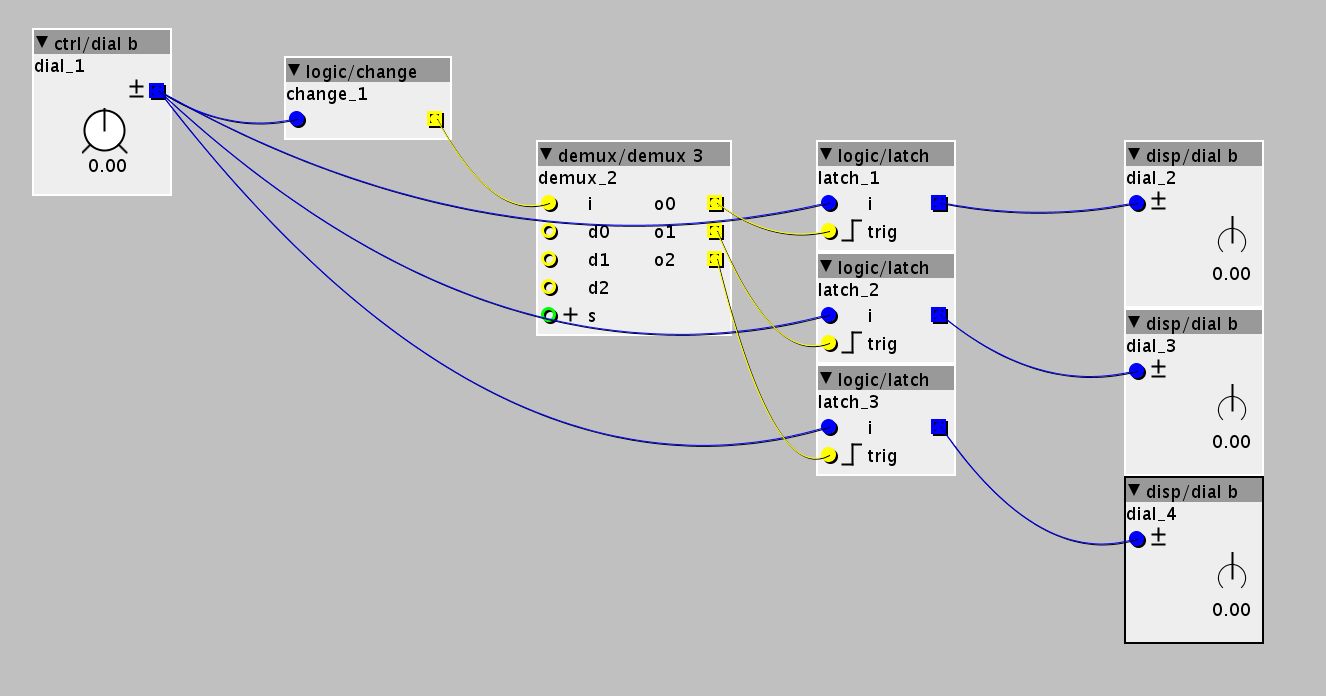 ctrl/dial b
dial_1
±
0.00
logic/change
change_1
demux/demux 3
demux_2
i o0
d0 o1
d1 o2
d2
+ s
logic/latch
latch_1
i
trig
logic/latch
latch_2
i
trig
logic/latch
latch_3
i
trig
disp/dial b
dial_2
±
0.00
disp/dial b
dial_3
±
0.00
disp/dial b
dial_4
±
0.00